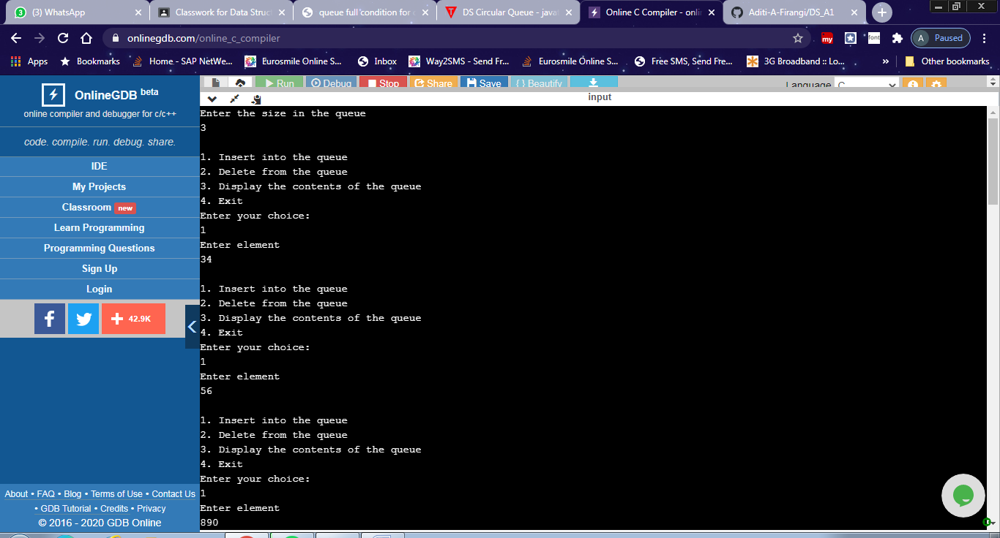 (3) WhatsApp
Classwork for Data Struct
queue full condition for c
DS Circular Queue - javat
Online C Compiler - onlin
Aditi-A-Firangi/DS_A1
onlinegdb.com/online_c_compiler
my
font
A Paused
Apps
Bookmarks
Home - SAP NetWe...
Eurosmile Online S...
Inbox
Way2SMS - Send Fr...
Eurosmile Online S...
Free SMS, Send Fre...
3G Broadband :: Lo...
»
Other bookmarks
OnlineGDB beta
online compiler and debugger for c/c++
code. compile. run. debug. share.
IDE
My Projects
Classroom new
Learn Programming
Programming Questions
Sign Up
Login
42.9K
About • FAQ • Blog • Terms of Use • Contact Us
• GDB Tutorial • Credits • Privacy
© 2016 - 2020 GDB Online
Run
Debug
Stop
Share
Save
{ } Beautify
Language C
input
Enter the size in the queue
3
1. Insert into the queue
2. Delete from the queue
3. Display the contents of the queue
4. Exit
Enter your choice:
1
Enter element
34
1. Insert into the queue
2. Delete from the queue
3. Display the contents of the queue
4. Exit
Enter your choice:
1
Enter element
56
1. Insert into the queue
2. Delete from the queue
3. Display the contents of the queue
4. Exit
Enter your choice:
1
Enter element
890